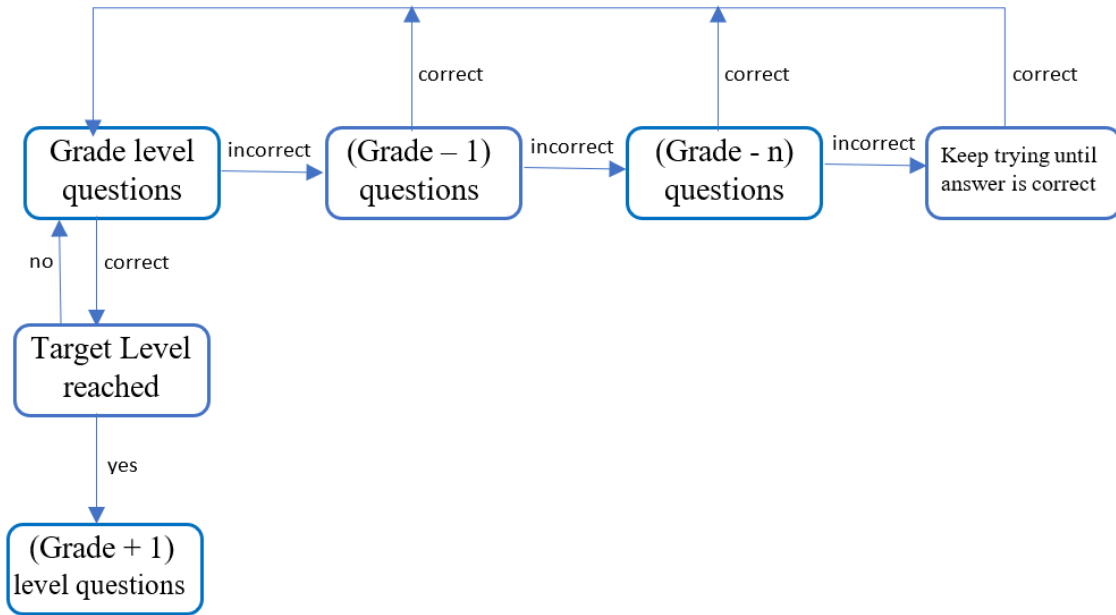 correct
correct
correct
Grade level
questions
incorrect
(Grade – 1)
questions
incorrect
(Grade - n)
questions
incorrect
Keep trying until
answer is correct
no
correct
Target Level
reached
yes
(Grade + 1)
level questions